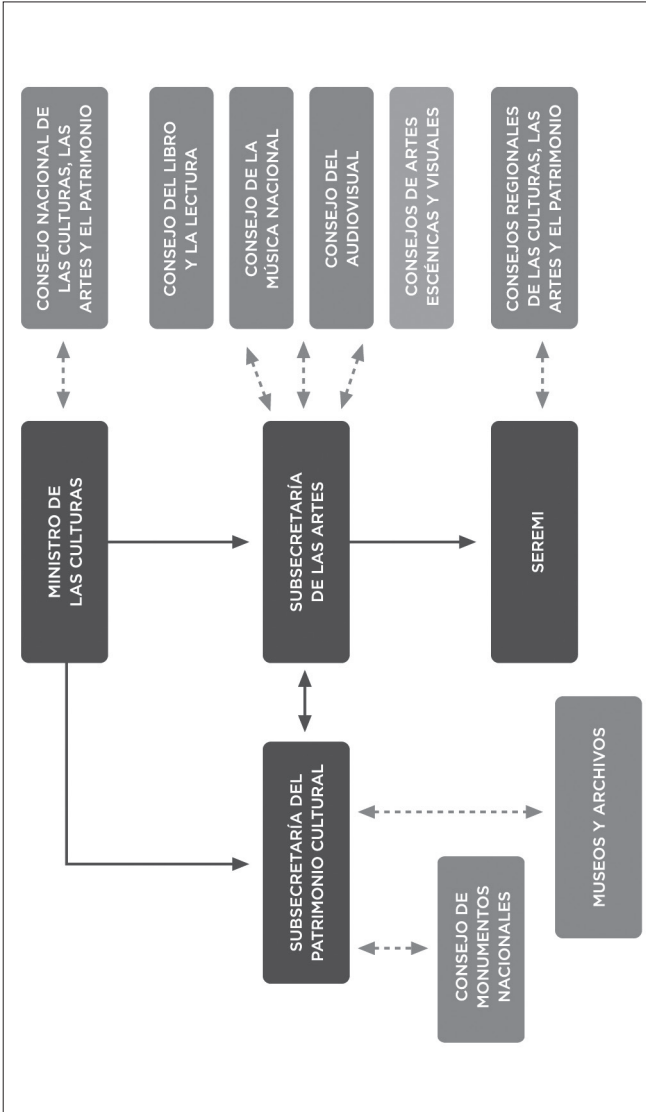 MINISTRO DE
LAS CULTURAS
CONSEJO NACIONAL DE
LAS CULTURAS, LAS
ARTES Y EL PATRIMONIO
SUBSECRETARÍA DEL
PATRIMONIO CULTURAL
SUBSECRETARÍA
DE LAS ARTES
CONSEJO DEL LIBRO
Y LA LECTURA
CONSEJO DE LA
MÚSICA NACIONAL
CONSEJO DEL
AUDIOVISUAL
CONSEJOS DE ARTES
ESCÉNICAS Y VISUALES
CONSEJO DE
MONUMENTOS
NACIONALES
MUSEOS Y ARCHIVOS
SEREMI
CONSEJOS REGIONALES
DE LAS CULTURAS, LAS
ARTES Y EL PATRIMONIO